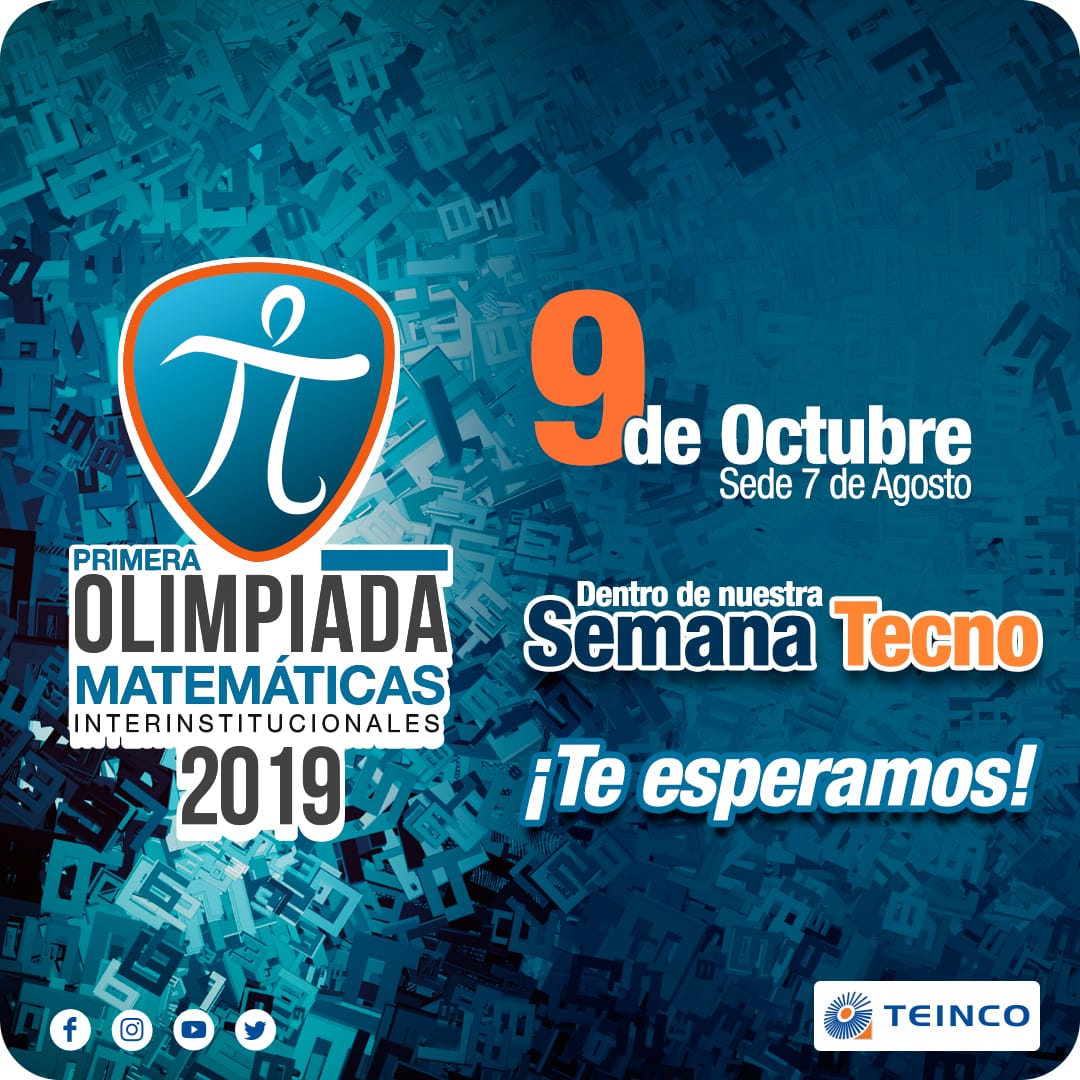 PRIMERA
OLIMPIADA
MATEMÁTICAS
INTERINSTITUCIONALES
2019
9 de Octubre
Sede 7 de Agosto
Dentro de nuestra
Semana Tecno
¡Te esperamos!
TEINCO